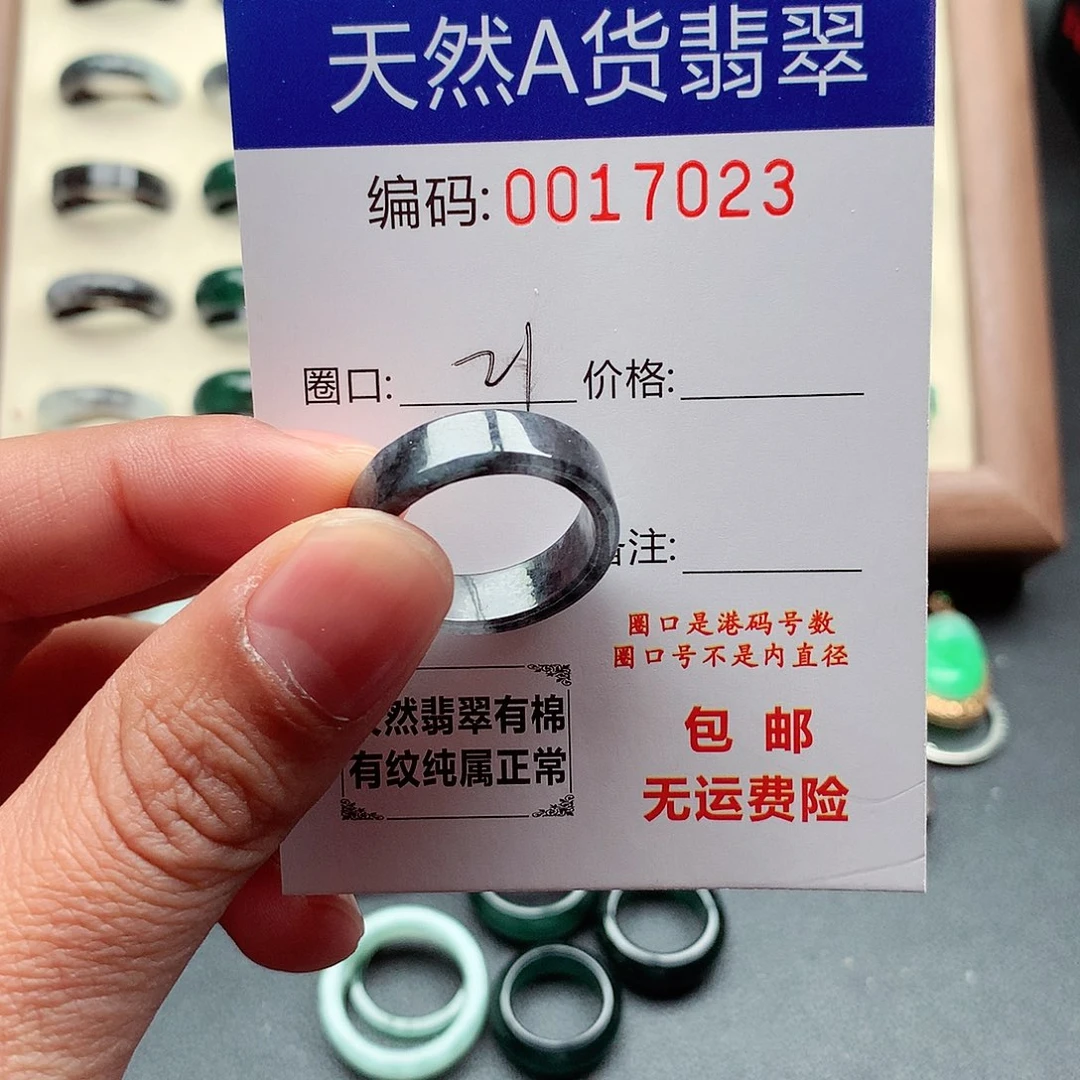 天然A货翡翠
编码:0017023
圈口: 21 价格:
注:
圈口是港码号数
圈口号不是内直径
然翡翠有棉
有纹纯属正常
包 邮
无运费险